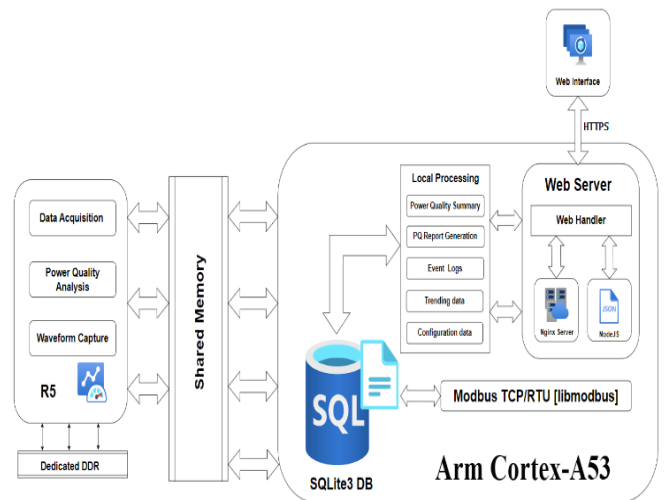 Web Interface
HTTPS
Data Acquisition
Power Quality
Analysis
Waveform Capture
R5
Dedicated DDR
Shared Memory
Local Processing
Power Quality Summary
PQ Report Generation
Event Logs
Trending data
Configuration data
Web Server
Web Handler
Nginx Server
JSON
NodeJS
SQL
SQLite3 DB
Modbus TCP/RTU [libmodbus]
Arm Cortex-A53